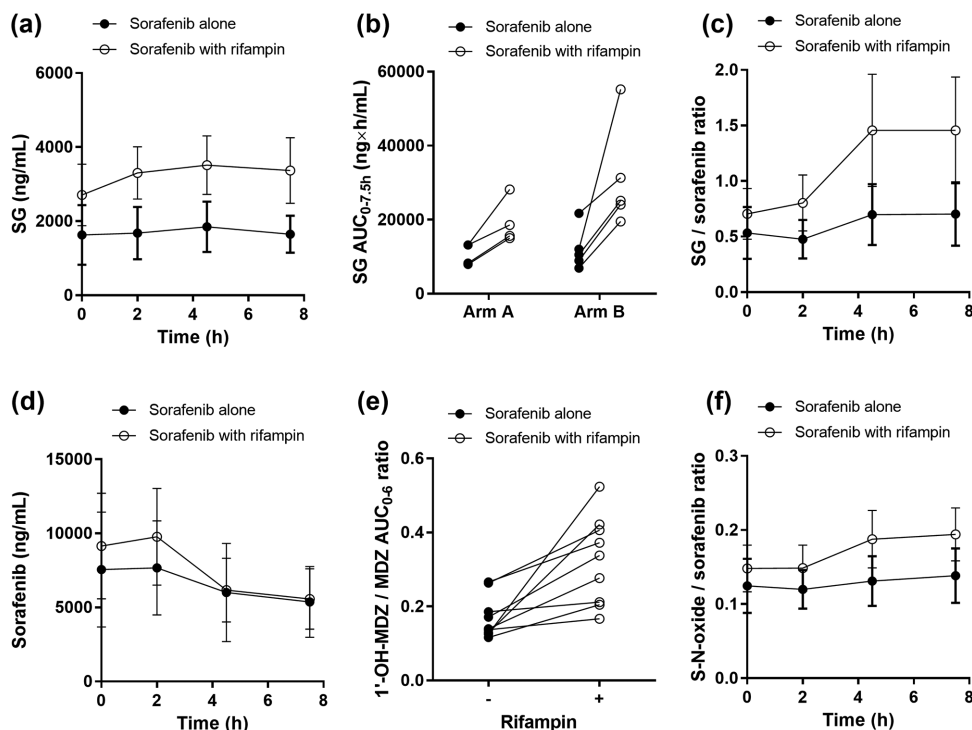 (a)
Sorafenib alone
Sorafenib with rifampin
SG (ng/mL)
6000
4000
2000
0
0 2 4 6 8
Time (h)
(b)
Sorafenib alone
Sorafenib with rifampin
SG AUC0-7.5h (ng×h/mL)
60000
40000
20000
0
Arm A Arm B
(c)
Sorafenib alone
Sorafenib with rifampin
SG / sorafenib ratio
2.0
1.5
1.0
0.5
0.0
0 2 4 6 8
Time (h)
(d)
Sorafenib alone
Sorafenib with rifampin
Sorafenib (ng/mL)
15000
10000
5000
0
0 2 4 6 8
Time (h)
(e)
Sorafenib alone
Sorafenib with rifampin
1'-OH-MDZ / MDZ AUC0-6 ratio
0.6
0.4
0.2
0.0
- +
Rifampin
(f)
Sorafenib alone
Sorafenib with rifampin
S-N-oxide / sorafenib ratio
0.3
0.2
0.1
0.0
0 2 4 6 8
Time (h)